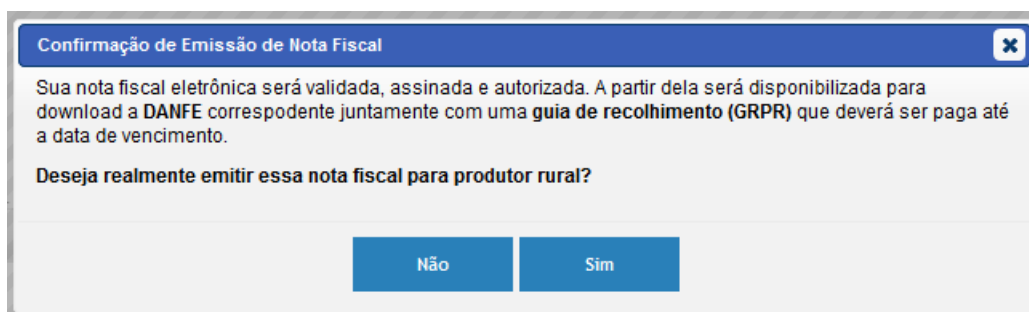 Confirmação de Emissão de Nota Fiscal
Sua nota fiscal eletrônica será validada, assinada e autorizada. A partir dela será disponibilizada para
download a DANFE correspodente juntamente com uma guia de recolhimento (GRPR) que deverá ser paga até
a data de vencimento.
Deseja realmente emitir essa nota fiscal para produtor rural?
Não
Sim